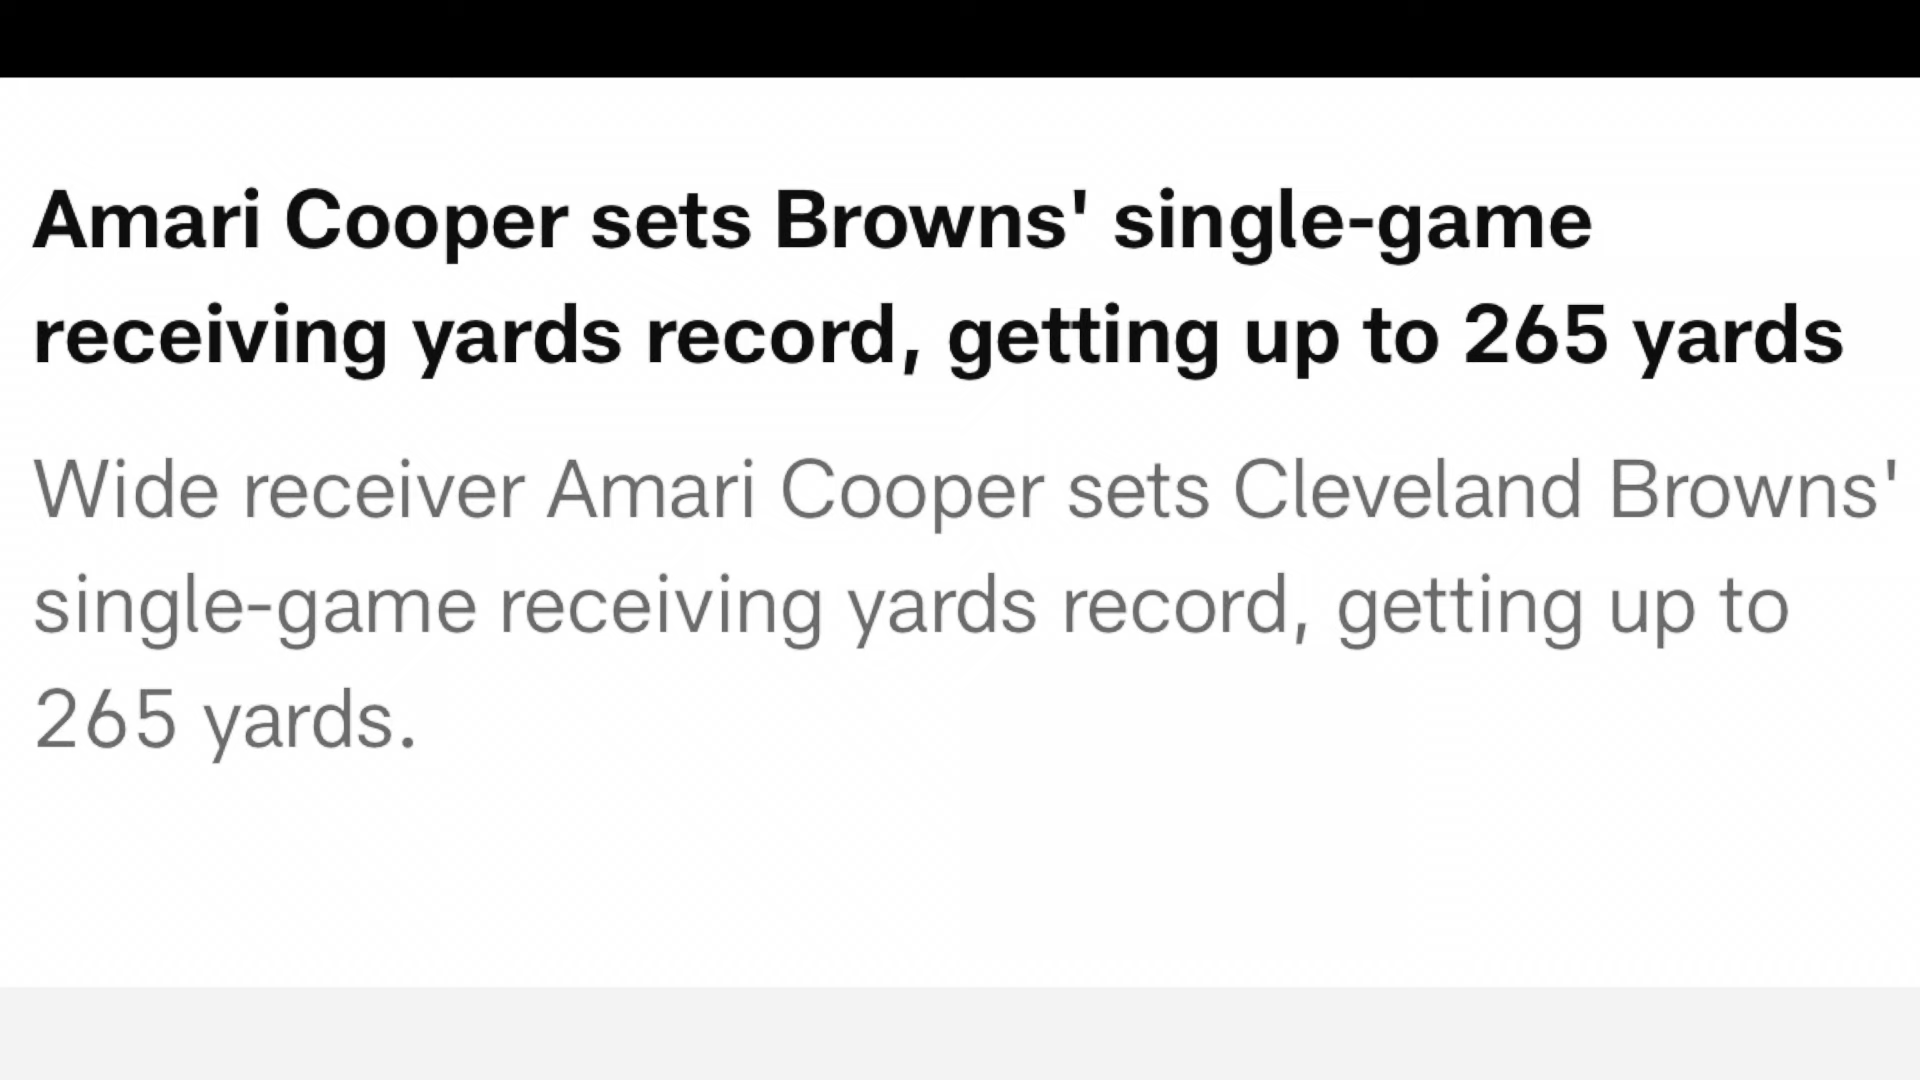 Amari Cooper sets Browns' single-game
receiving yards record, getting up to 265 yards
Wide receiver Amari Cooper sets Cleveland Browns'
single-game receiving yards record, getting up to
265 yards.